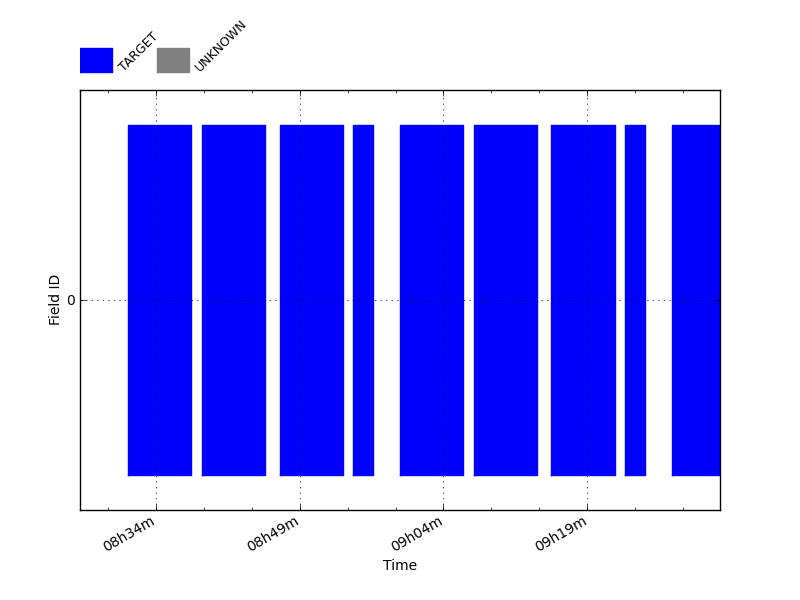 TARGET
UNKNOWN
Field ID
0
08h34m
08h49m
09h04m
09h19m
Time